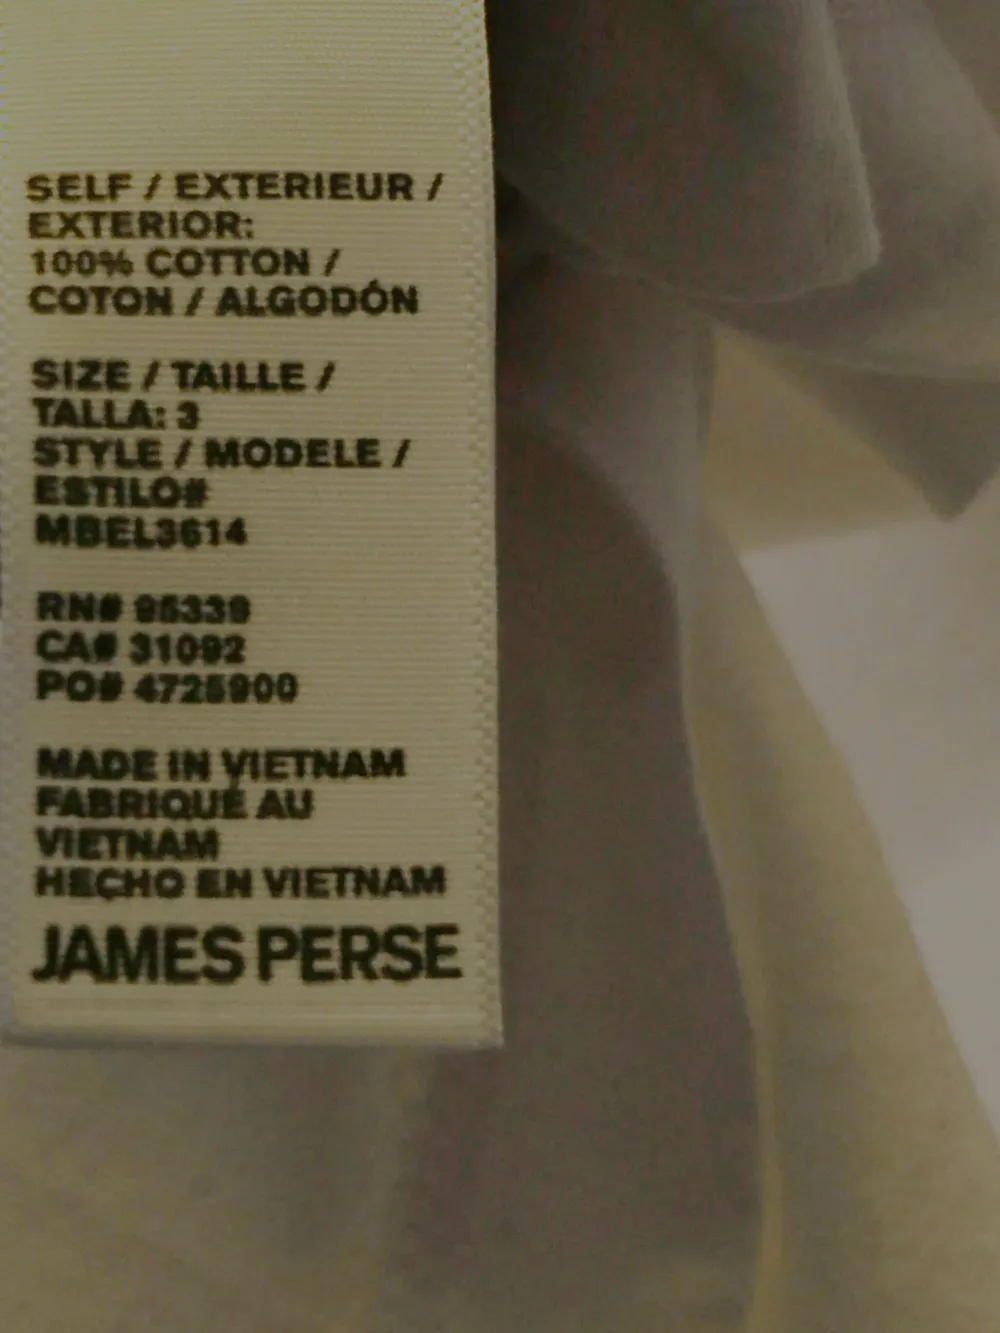 SELF / EXTERIEUR /
EXTERIOR:
100% COTTON /
COTON / ALGODÓN
SIZE / TAILLE /
TALLA: 3
STYLE / MODELE /
ESTILO#
MBEL3614
RN# 95339
CA# 31092
PO# 4725900
MADE IN VIETNAM
FABRIQUÉ AU
VIETNAM
HECHO EN VIETNAM
JAMES PERSE